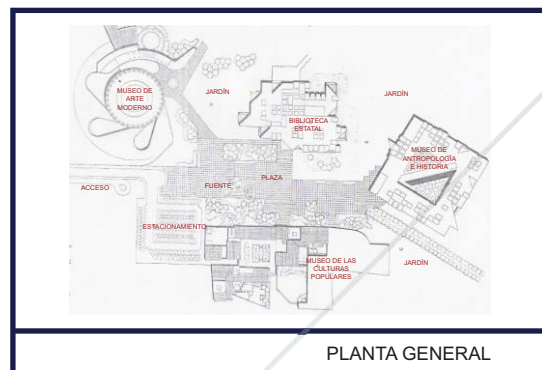 MUSEO DE
ARTE
MODERNO
JARDÍN
JARDÍN
BIBLIOTECA
ESTATAL
MUSEO DE
ANTROPOLOGÍA
E HISTORIA
PLAZA
FUENTE
ACCESO
ESTACIONAMIENTO
MUSEO DE LAS
CULTURAS
POPULARES
JARDÍN
PLANTA GENERAL